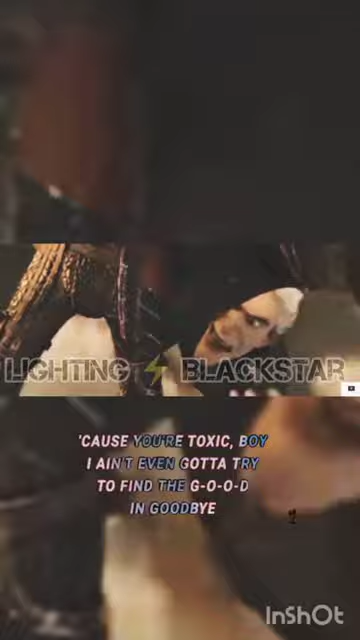 LIGHTING ⚡ BLACKSTAR
'CAUSE YOU'RE TOXIC, BOY
I AIN'T EVEN GOTTA TRY
TO FIND THE G-O-O-D
IN GOODBYE
InShOt